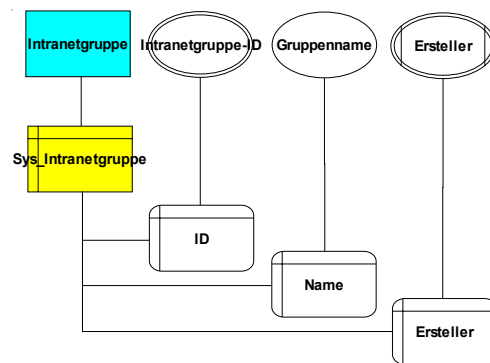 Intranetgruppe
Intranetgruppe-ID
Gruppenname
Ersteller
Sys_Intranetgruppe
ID
Name
Ersteller